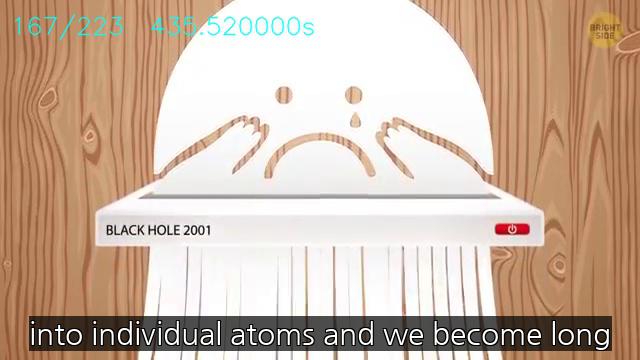 167/223 435.520000s
BRIGHT
SIDE
BLACK HOLE 2001
into individual atoms and we become long